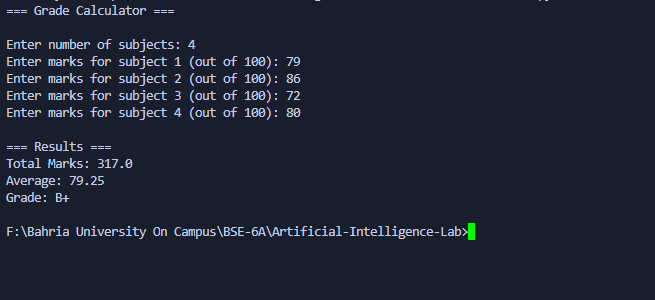 === Grade Calculator ===
Enter number of subjects: 4
Enter marks for subject 1 (out of 100): 79
Enter marks for subject 2 (out of 100): 86
Enter marks for subject 3 (out of 100): 72
Enter marks for subject 4 (out of 100): 80
=== Results ===
Total Marks: 317.0
Average: 79.25
Grade: B+
F:\Bahria University On Campus\BSE-6A\Artificial-Intelligence-Lab>